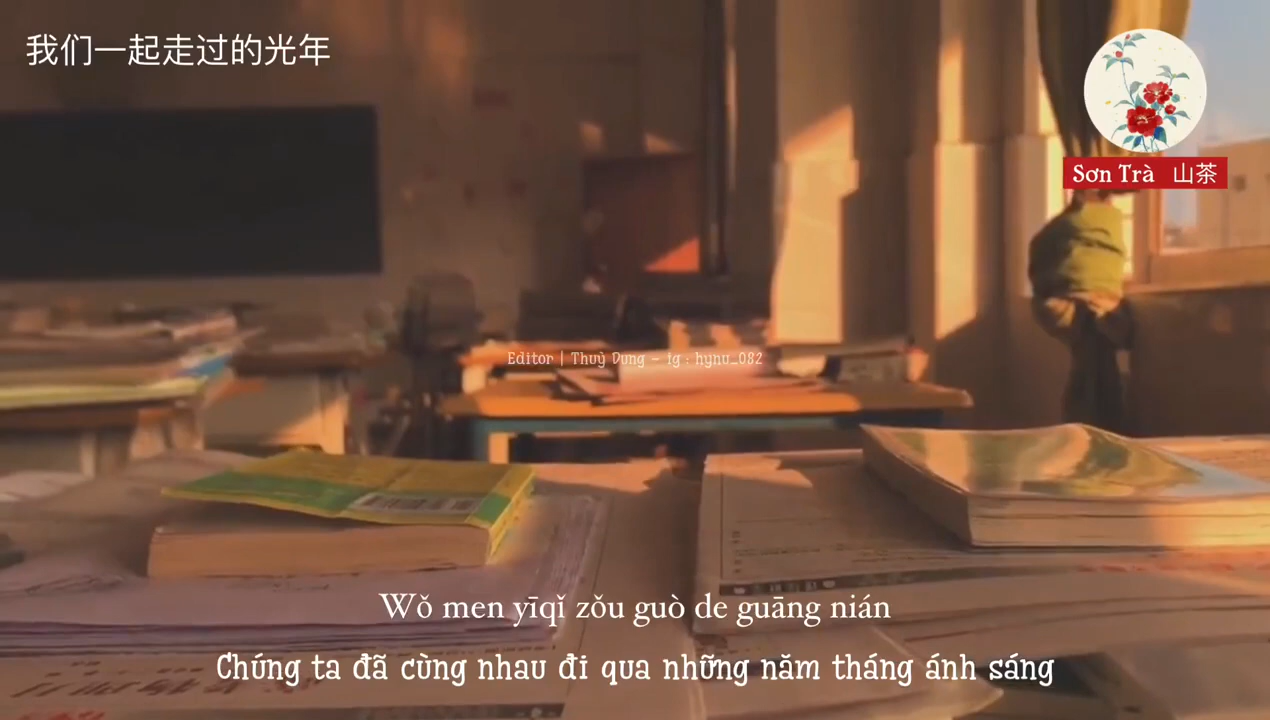 我们一起走过的光年
Sơn Trà 山茶
Editor | Thuỳ Dung - ig : hynu_082
Wǒ men yīqǐ zǒu guò de guāng nián
Chúng ta đã cùng nhau đi qua những năm tháng ánh sáng